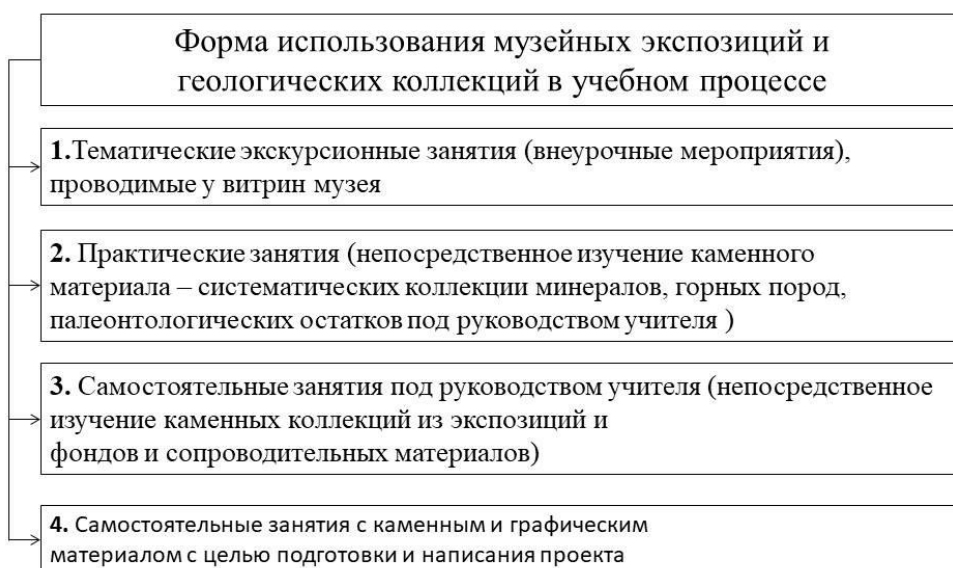 Форма использования музейных экспозиций и
геологических коллекций в учебном процессе
1.Тематические экскурсионные занятия (внеурочные мероприятия),
проводимые у витрин музея
2. Практические занятия (непосредственное изучение каменного
материала – систематических коллекции минералов, горных пород,
палеонтологических остатков под руководством учителя )
3. Самостоятельные занятия под руководством учителя (непосредственное
изучение каменных коллекций из экспозиций и
фондов и сопроводительных материалов)
4. Самостоятельные занятия с каменным и графическим
материалом с целью подготовки и написания проекта